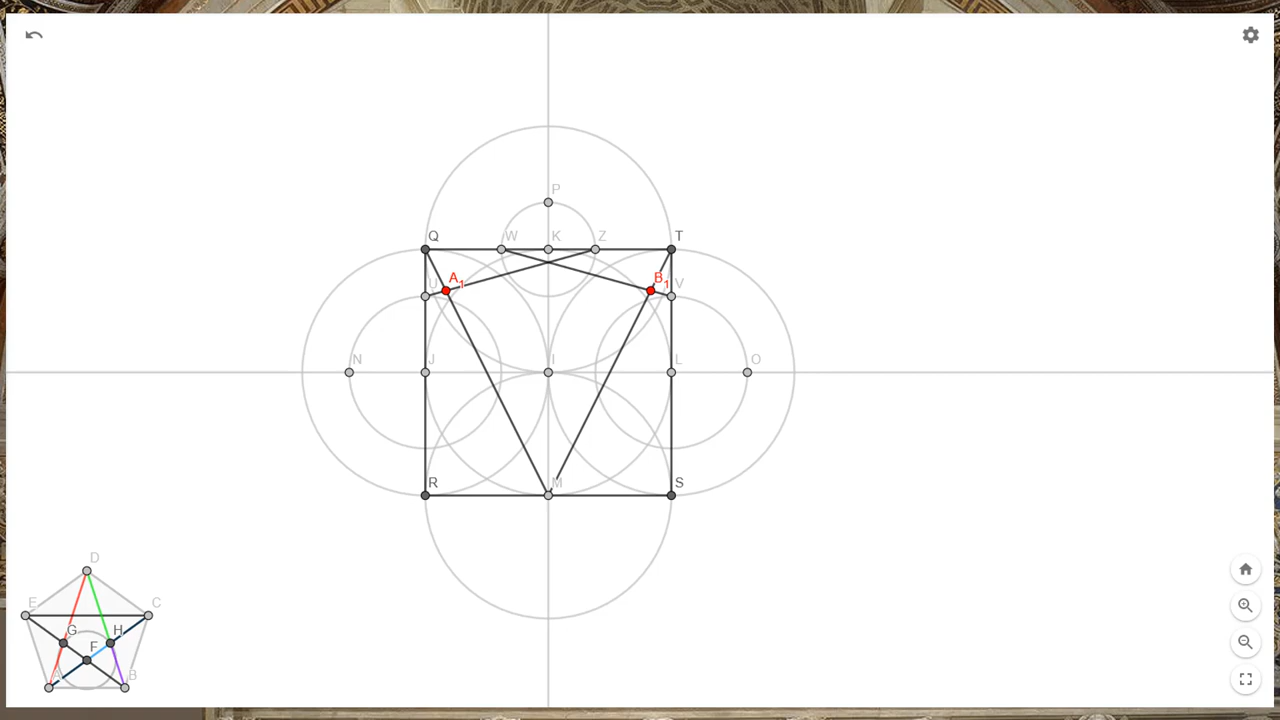 P
Q W K Z T
A₁ B₁
U V
N J I L O
R M S
D
E C
G H
F
A B